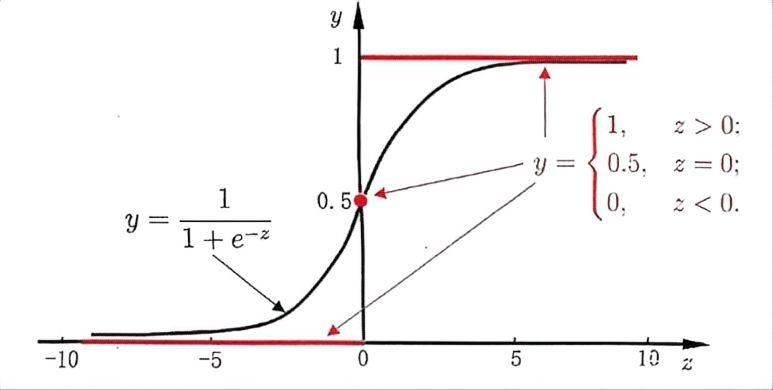 y
1
0.5
y = 1 / (1 + e^{-z})
y = { 1, z > 0;
0.5, z = 0;
0, z < 0.
-10 -5 0 5 10 z